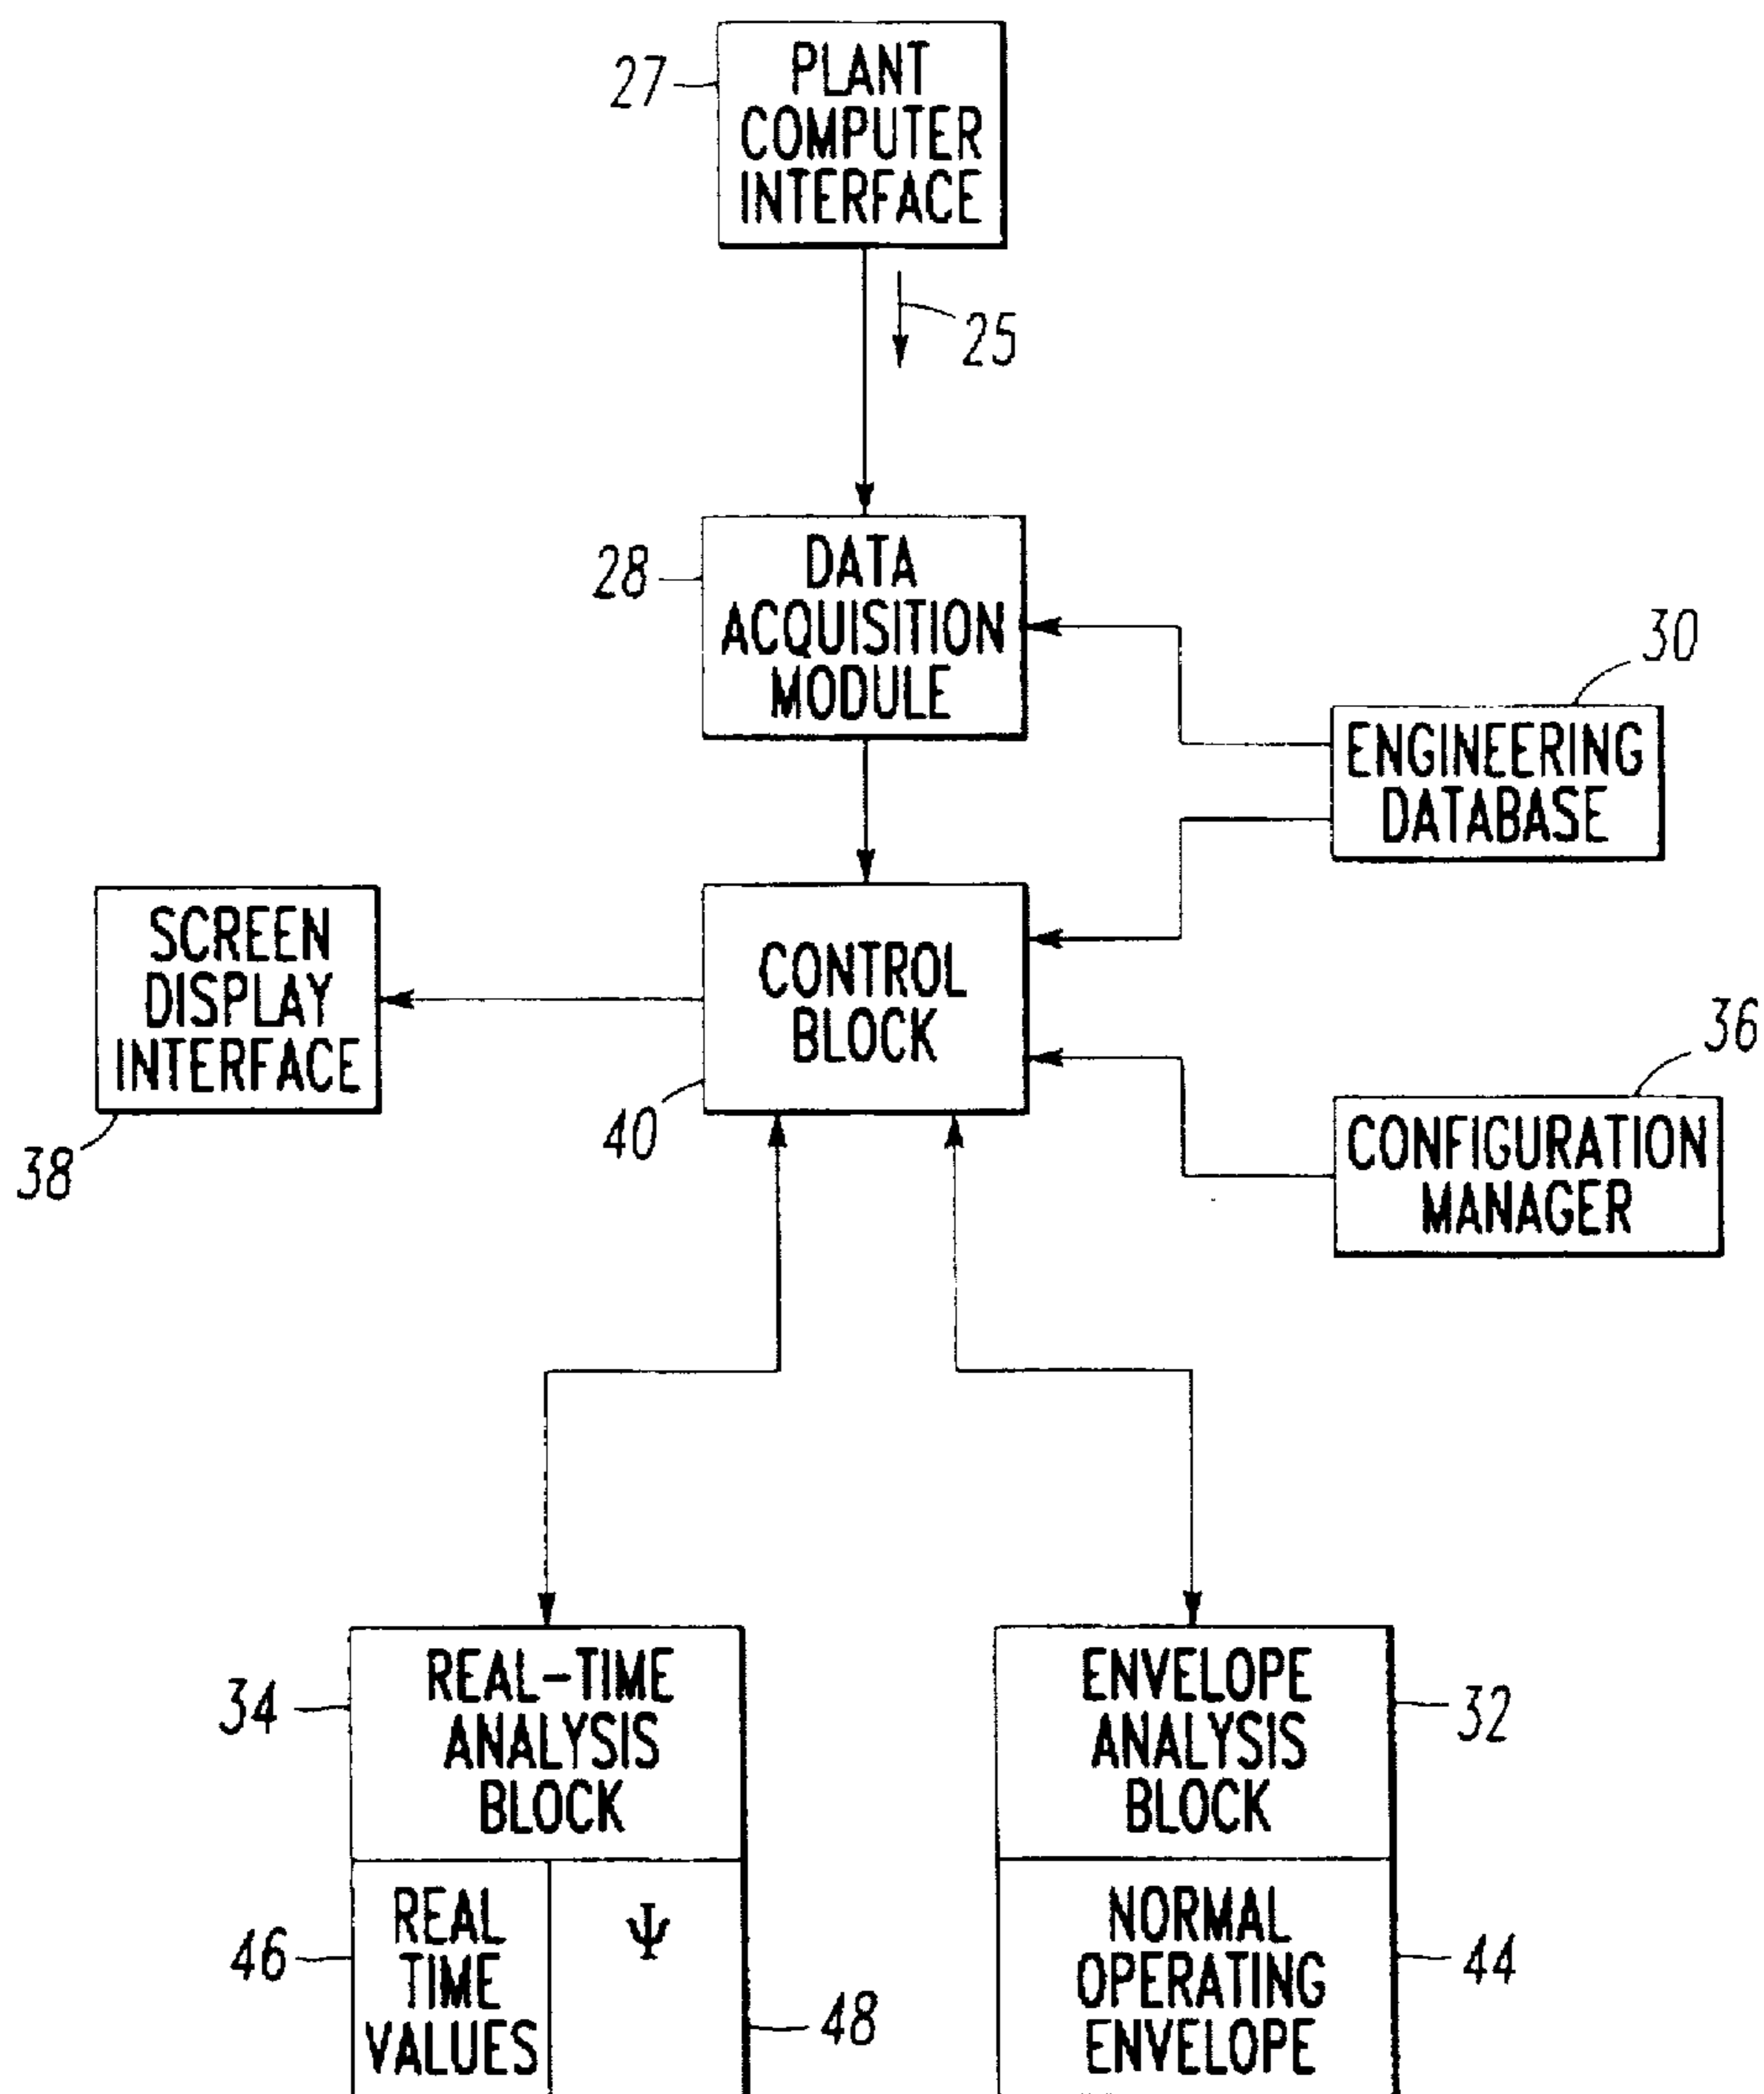 27
PLANT
COMPUTER
INTERFACE
25
28
DATA
ACQUISITION
MODULE
30
ENGINEERING
DATABASE
SCREEN
DISPLAY
INTERFACE
38
CONTROL
BLOCK
40
36
CONFIGURATION
MANAGER
34
REAL-TIME
ANALYSIS
BLOCK
ENVELOPE
ANALYSIS
BLOCK
32
46
REAL
TIME
VALUES
Ψ
48
NORMAL
OPERATING
ENVELOPE
44